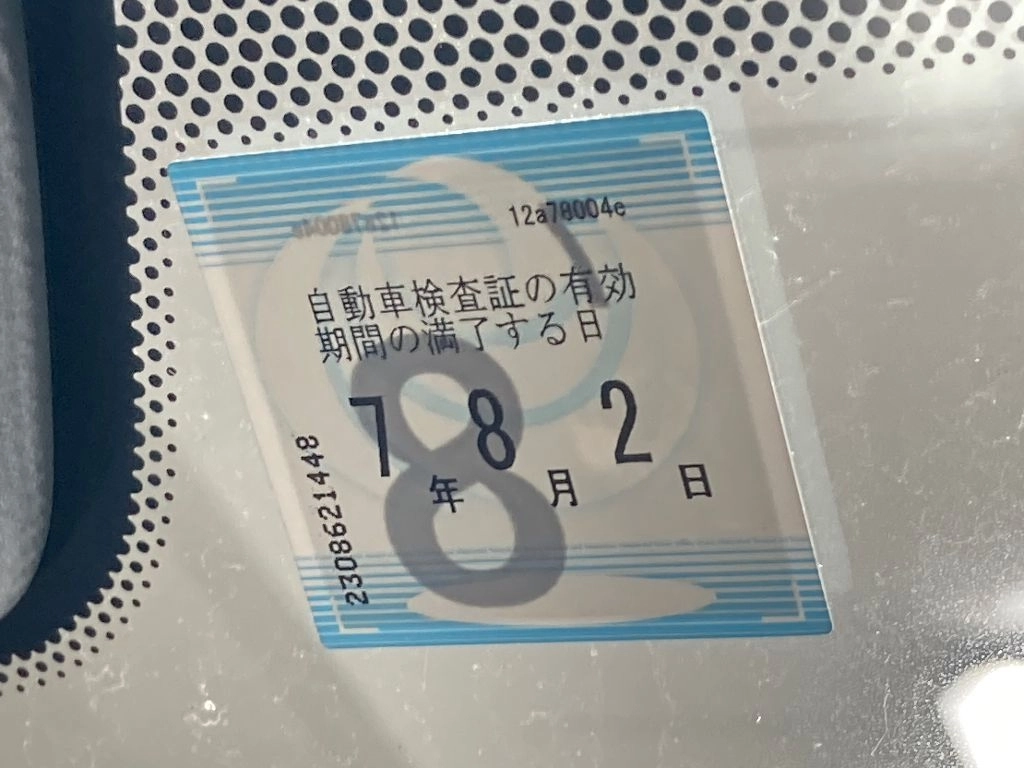 12a78004e
自動車検査証の有効
期間の満了する日
7年 8月 2日
2308621448
8